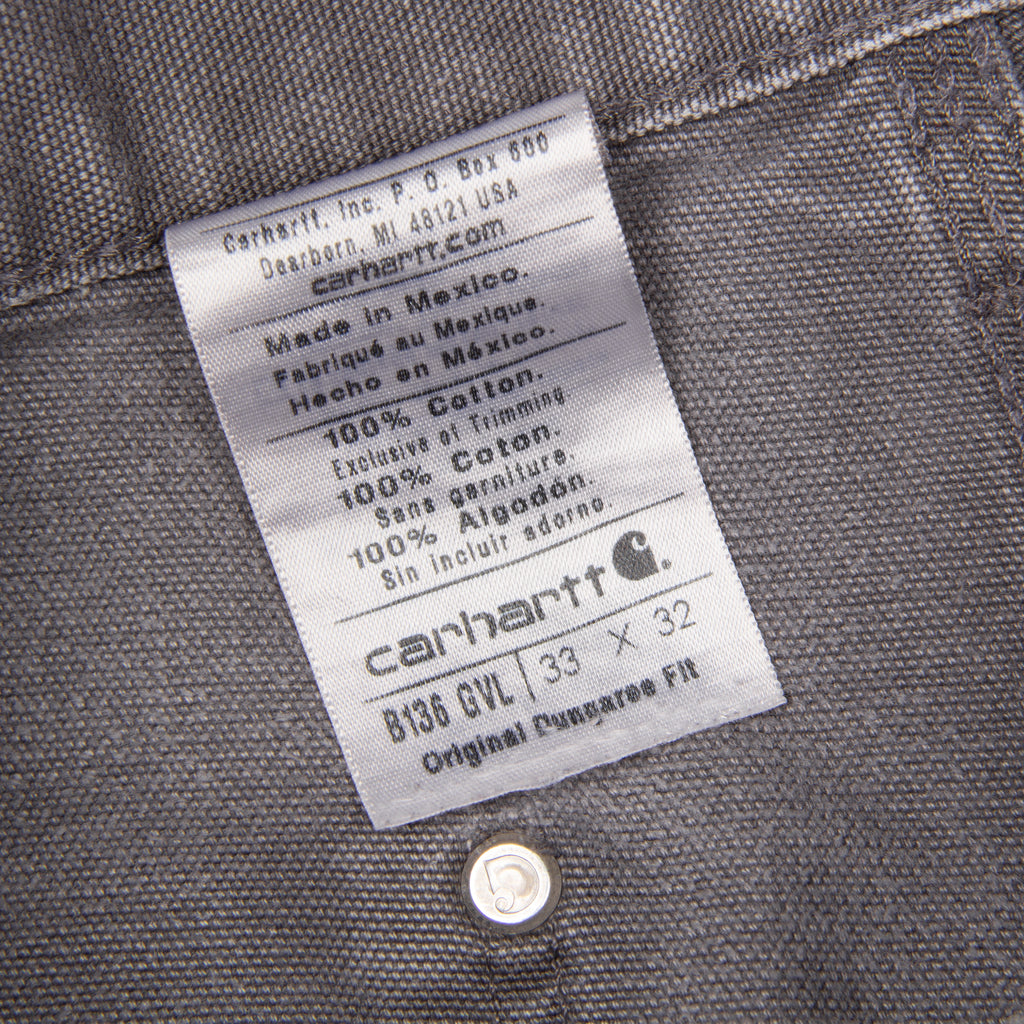 Carhartt, Inc. P. O. Box 600
Dearborn, MI 48121 USA
carhartt.com
Made in Mexico.
Fabriqué au Mexique.
Hecho en México.
100% Cotton.
Exclusive of Trimming
100% Coton.
Sans garniture.
100% Algodón.
Sin incluir adorno.
carhartt
B136 GVL 33 X 32
Original Dungaree Fit